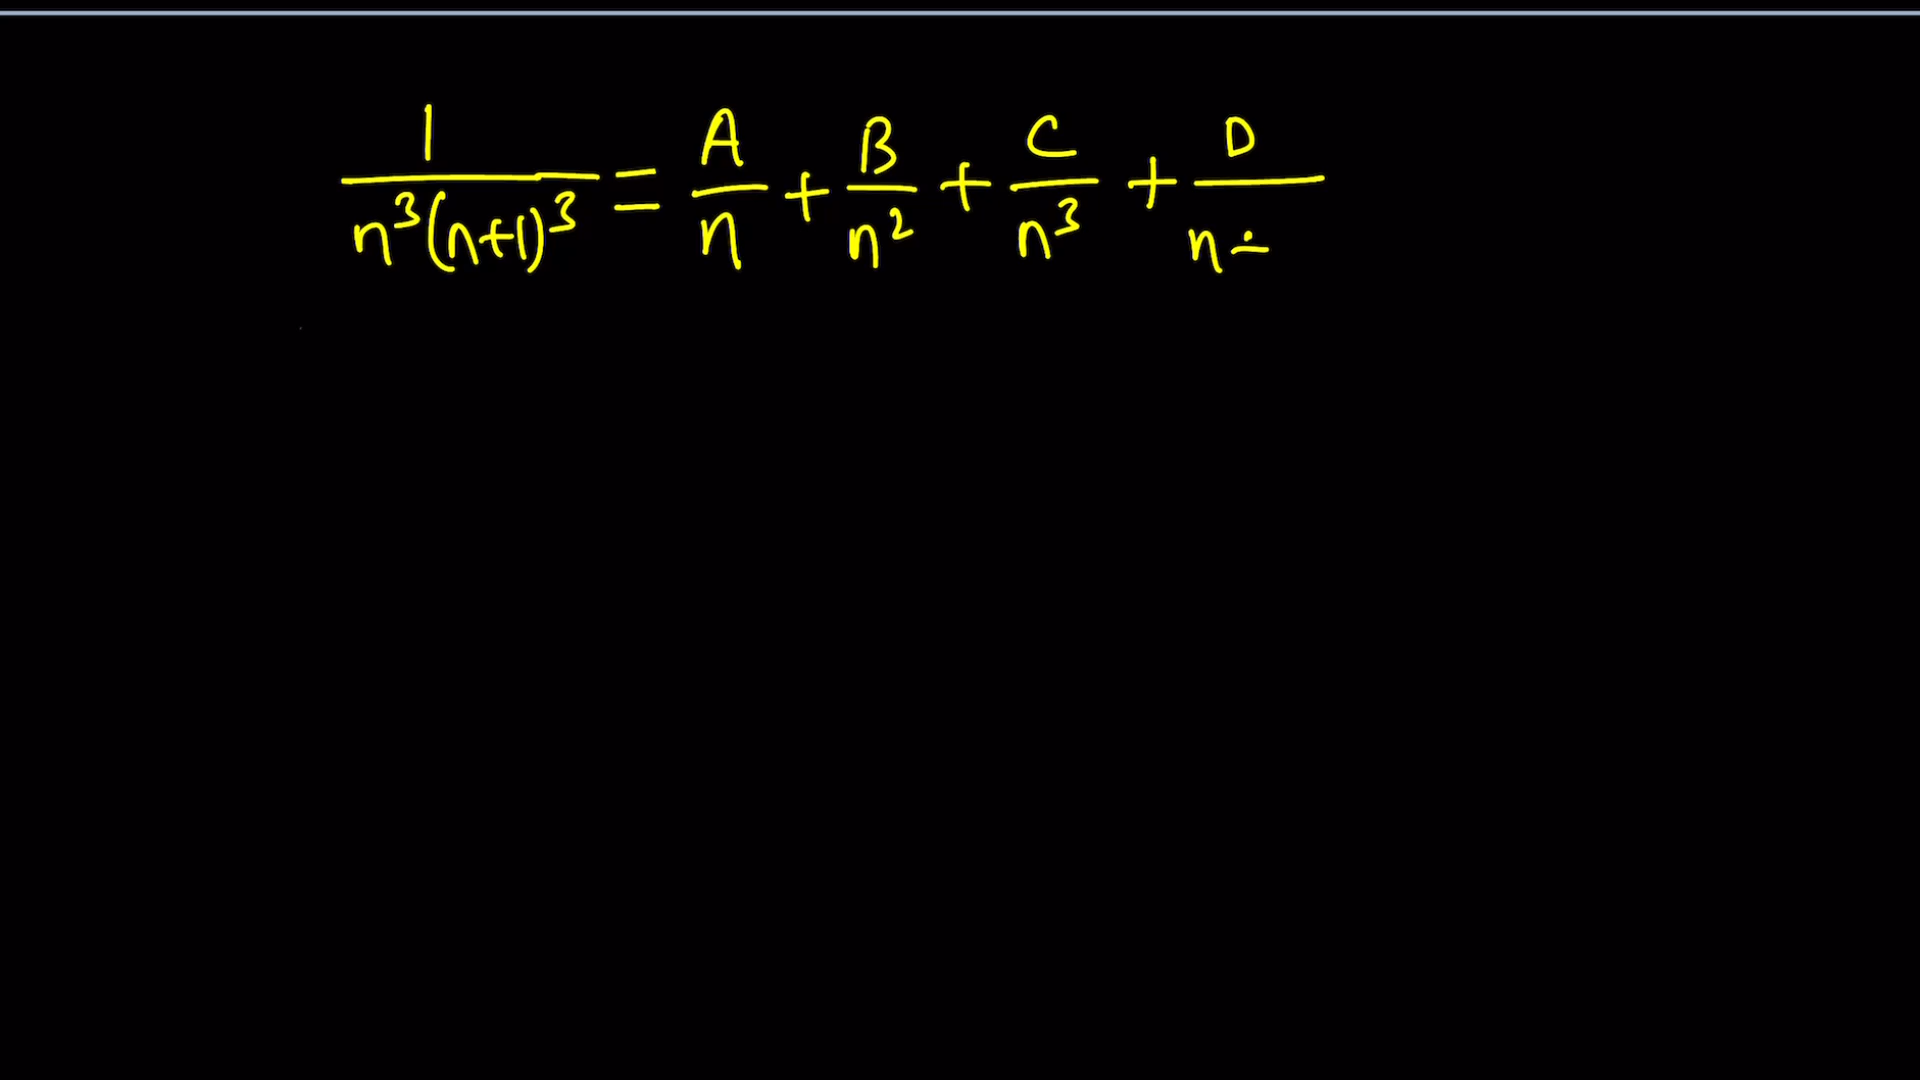 1/(n³(n+1)³) = A/n + B/n² + C/n³ + D/n